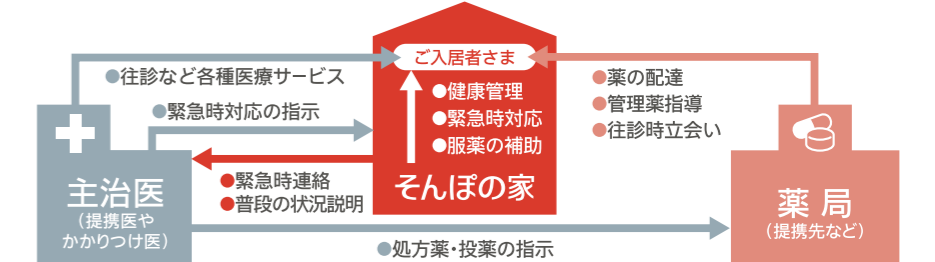 ご入居者さま
●往診など各種医療サービス
●緊急時対応の指示
●健康管理
●緊急時対応
●服薬の補助
そんぽの家
●薬の配達
●管理薬指導
●往診時立会い
●緊急時連絡
●普段の状況説明
主治医
（提携医や
かかりつけ医）
薬局
（提携先など）
●処方薬・投薬の指示